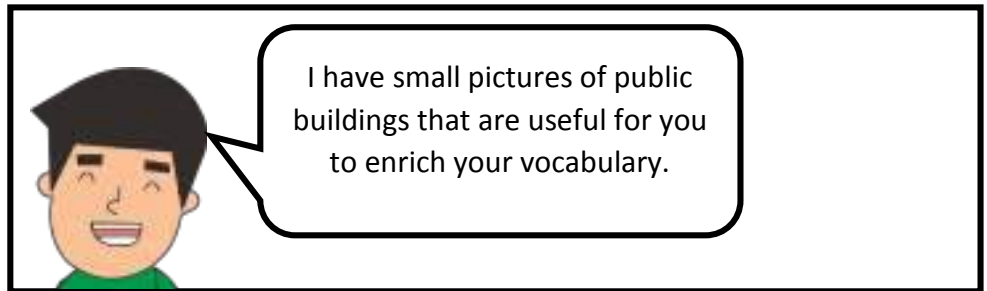 I have small pictures of public
buildings that are useful for you
to enrich your vocabulary.